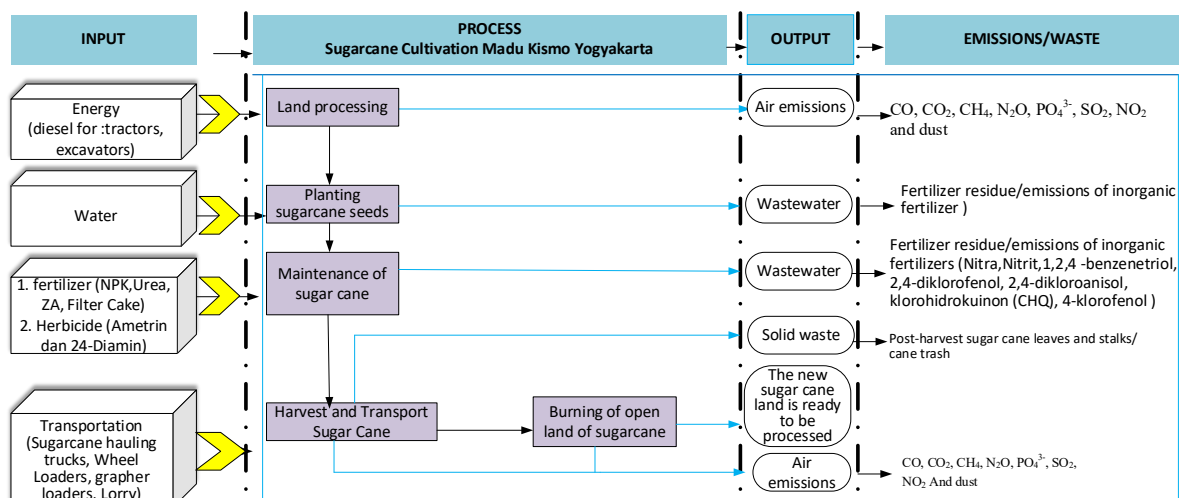 INPUT
PROCESS
Sugarcane Cultivation Madu Kismo Yogyakarta
OUTPUT
EMISSIONS/WASTE
Energy
(diesel for :tractors,
excavators)
Land processing
Air emissions
CO, CO₂, CH₄, N₂O, PO₄³⁻, SO₂, NO₂
and dust
Water
Planting
sugarcane seeds
Wastewater
Fertilizer residue/emissions of inorganic
fertilizer )
1. fertilizer (NPK,Urea,
ZA, Filter Cake)
2. Herbicide (Ametrin
dan 24-Diamin)
Maintenance of
sugar cane
Wastewater
Fertilizer residue/emissions of inorganic
fertilizers (Nitra,Nitrit,1,2,4 -benzenetriol,
2,4-diklorofenol, 2,4-dikloroanisol,
klorohidrokuinon (CHQ), 4-klorofenol )
Solid waste
Post-harvest sugar cane leaves and stalks/
cane trash
Transportation
(Sugarcane hauling
trucks, Wheel
Loaders, grapher
loaders, Lorry)
Harvest and Transport
Sugar Cane
Burning of open
land of sugarcane
The new
sugar cane
land is ready
to be
processed
Air
emissions
CO, CO₂, CH₄, N₂O, PO₄³⁻, SO₂,
NO₂ And dust